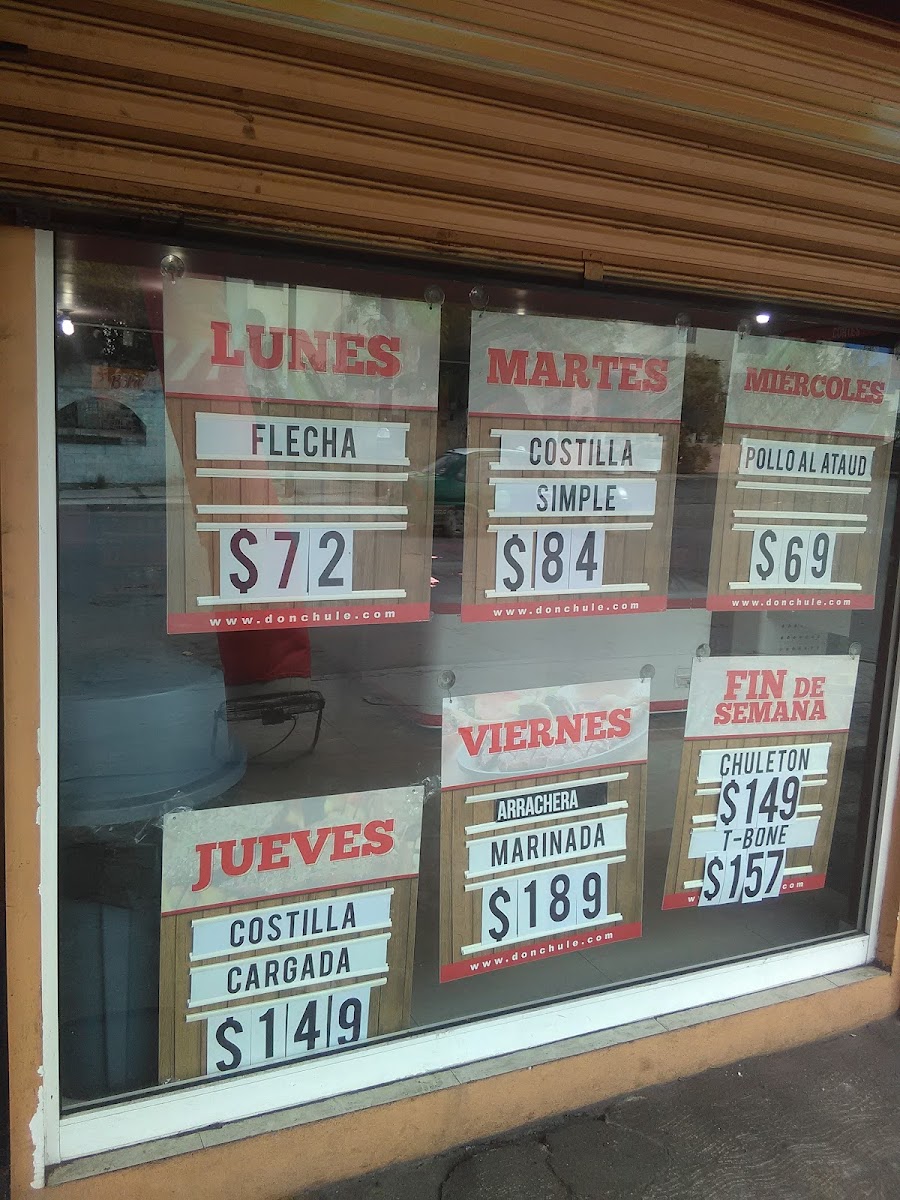 LUNES
FLECHA
$72
www.donchule.com
MARTES
COSTILLA
SIMPLE
$84
www.donchule.com
MIÉRCOLES
POLLO AL ATAUD
$69
www.donchule.com
JUEVES
COSTILLA
CARGADA
$149
VIERNES
ARRACHERA
MARINADA
$189
www.donchule.com
FIN DE
SEMANA
CHULETON
$149
T-BONE
$157
w com